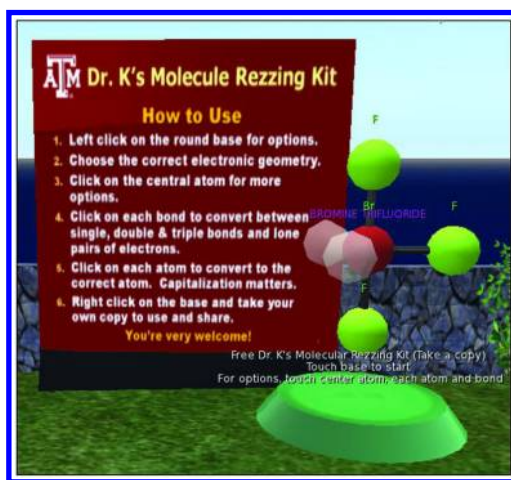 ATM Dr. K's Molecule Rezzing Kit
How to Use
1. Left click on the round base for options.
2. Choose the correct electronic geometry.
3. Click on the central atom for more
options.
4. Click on each bond to convert between
single, double & triple bonds and lone
pairs of electrons.
5. Click on each atom to convert to the
correct atom. Capitalization matters.
6. Right click on the base and take your
own copy to use and share.
You're very welcome!
F
Br
BROMINE TRIFLUORIDE
F
F
Free Dr. K's Molecular Rezzing Kit (Take a copy)
Touch base to start
For options, touch center atom, each atom and bond